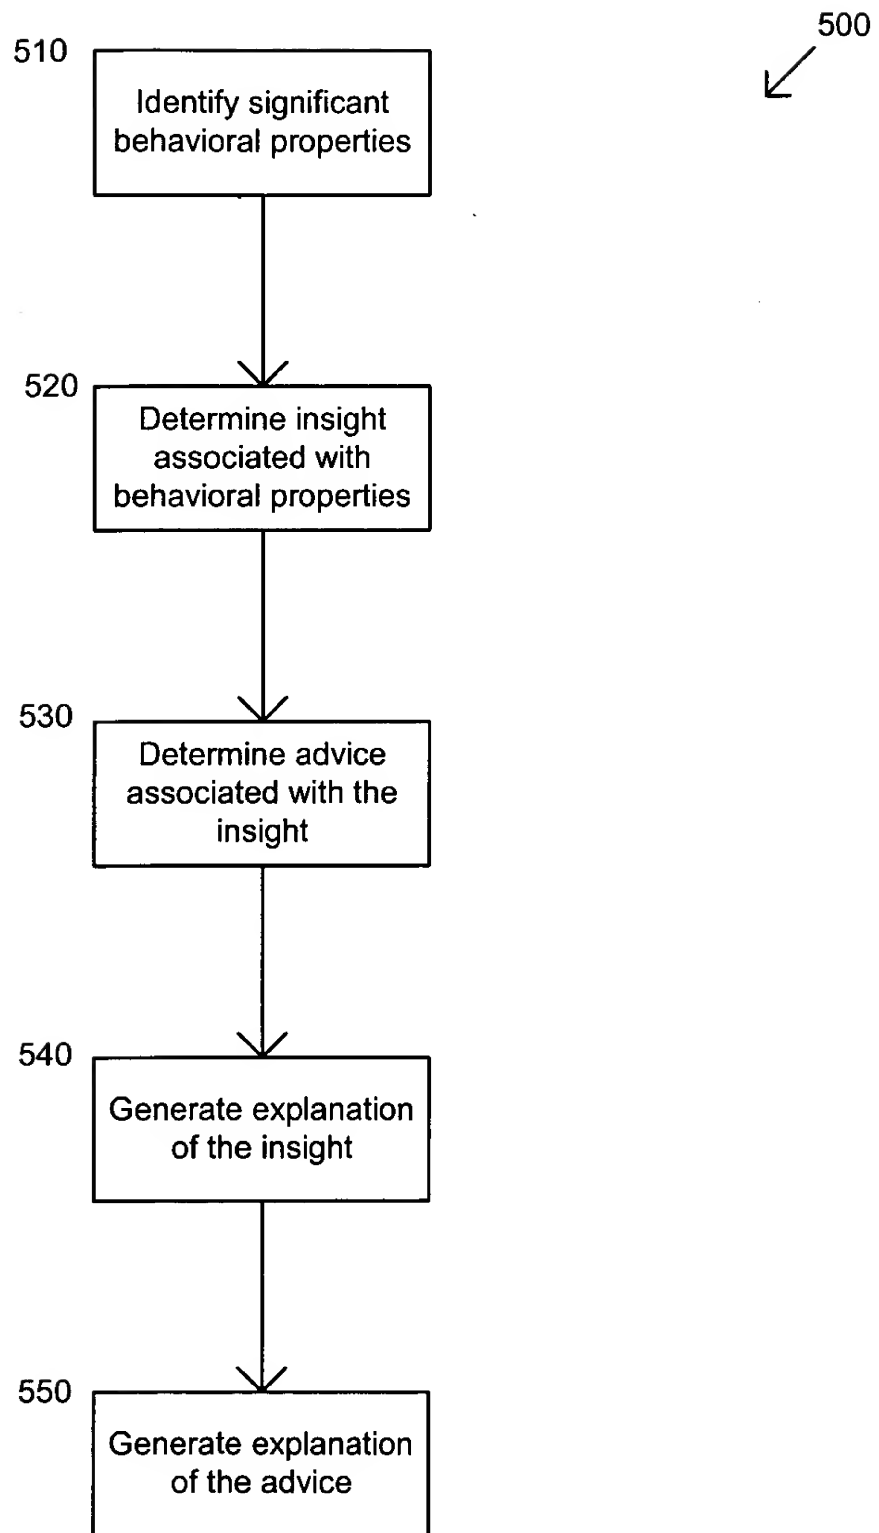 500
510
Identify significant
behavioral properties
520
Determine insight
associated with
behavioral properties
530
Determine advice
associated with the
insight
540
Generate explanation
of the insight
550
Generate explanation
of the advice